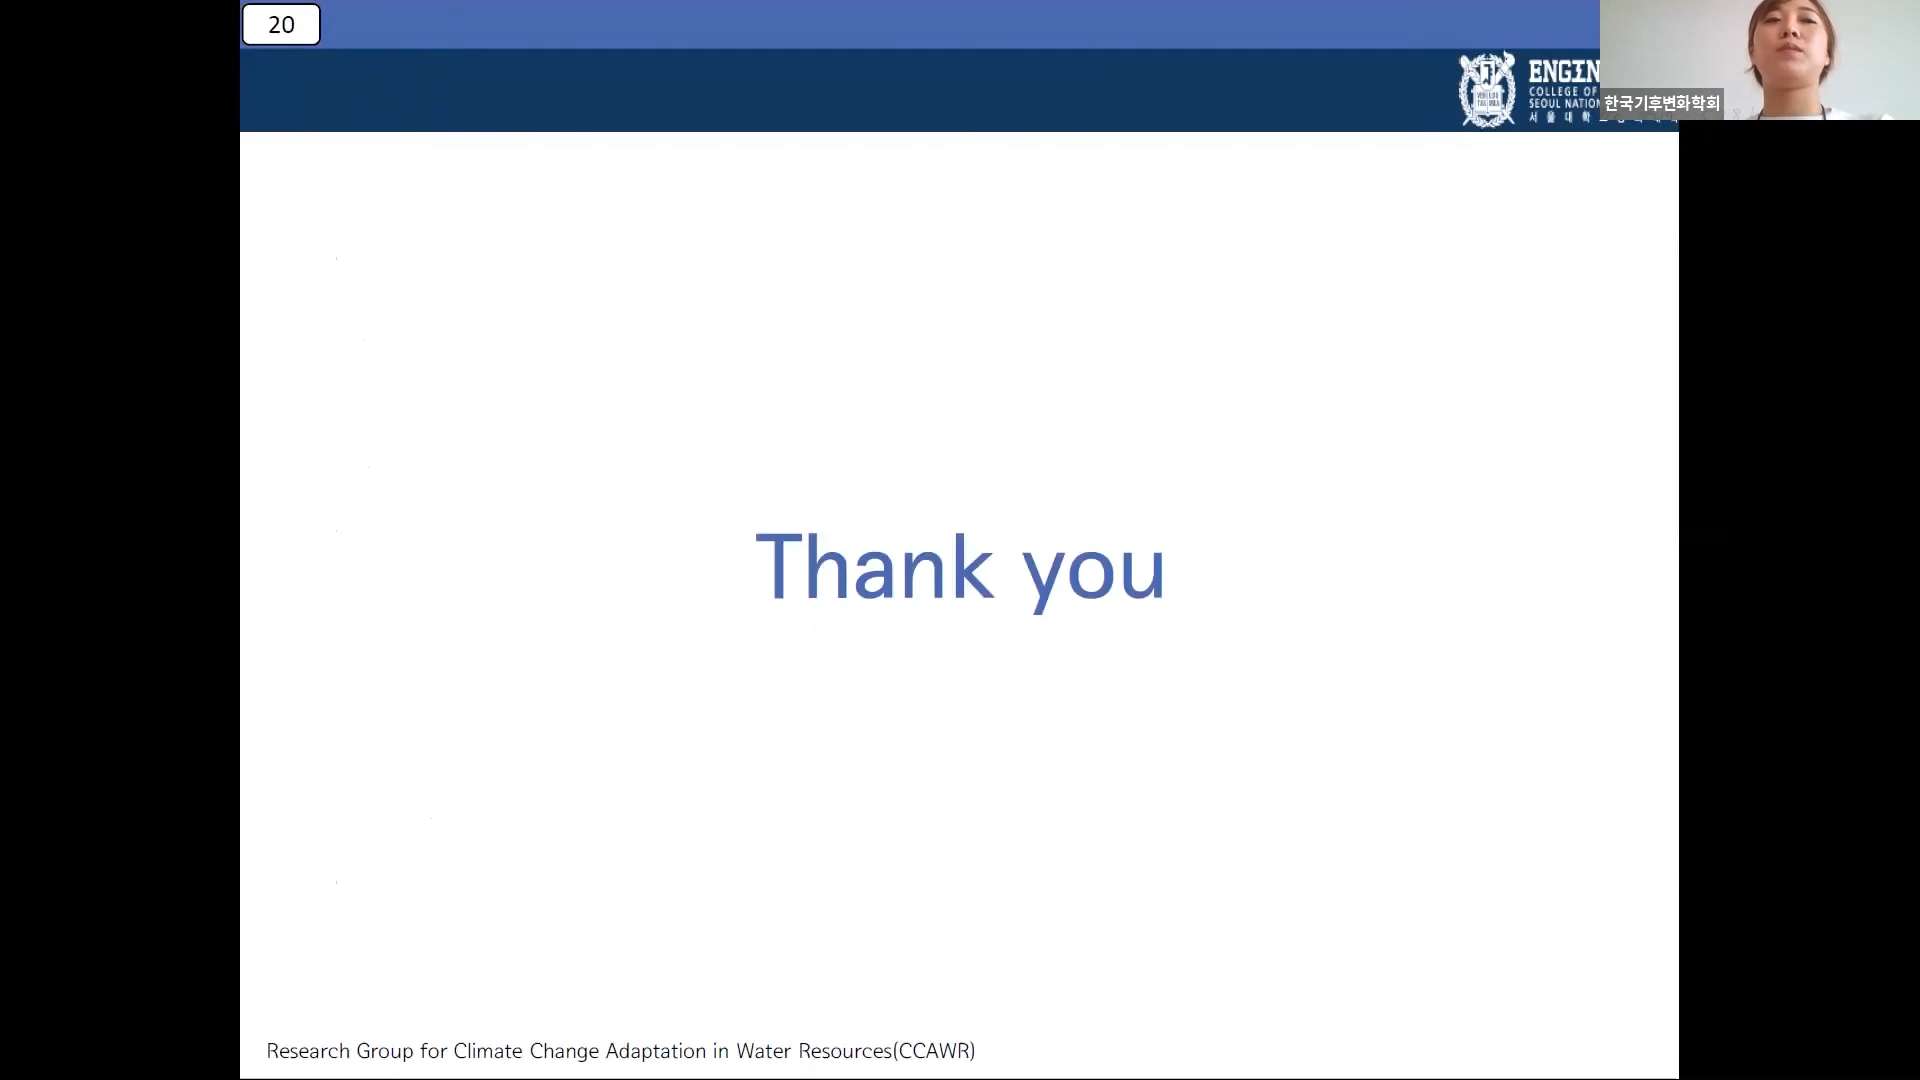 20
ENGIN
COLLEGE OF
SEOUL NATION
서울대학
한국기후변화학회
Thank you
Research Group for Climate Change Adaptation in Water Resources(CCAWR)